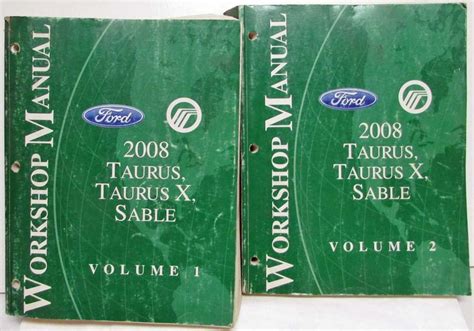 WORKSHOP MANUAL
Ford
2008
TAURUS,
TAURUS X,
SABLE
VOLUME 1
WORKSHOP MANUAL
Ford
2008
TAURUS,
TAURUS X,
SABLE
VOLUME 2